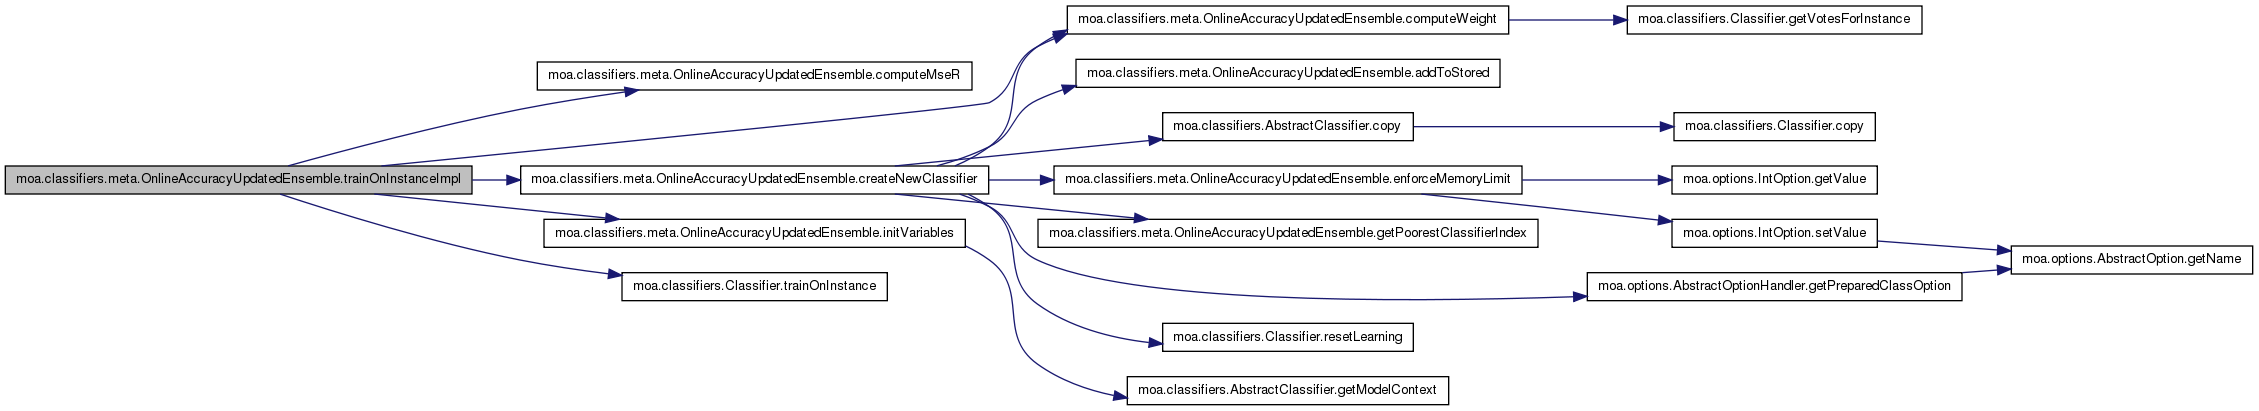 moa.classifiers.meta.OnlineAccuracyUpdatedEnsemble.trainOnInstanceImpl
moa.classifiers.meta.OnlineAccuracyUpdatedEnsemble.computeMseR
moa.classifiers.meta.OnlineAccuracyUpdatedEnsemble.createNewClassifier
moa.classifiers.meta.OnlineAccuracyUpdatedEnsemble.initVariables
moa.classifiers.Classifier.trainOnInstance
moa.classifiers.meta.OnlineAccuracyUpdatedEnsemble.computeWeight
moa.classifiers.meta.OnlineAccuracyUpdatedEnsemble.addToStored
moa.classifiers.AbstractClassifier.copy
moa.classifiers.meta.OnlineAccuracyUpdatedEnsemble.enforceMemoryLimit
moa.classifiers.meta.OnlineAccuracyUpdatedEnsemble.getPoorestClassifierIndex
moa.classifiers.Classifier.resetLearning
moa.classifiers.AbstractClassifier.getModelContext
moa.classifiers.Classifier.getVotesForInstance
moa.classifiers.Classifier.copy
moa.options.IntOption.getValue
moa.options.IntOption.setValue
moa.options.AbstractOptionHandler.getPreparedClassOption
moa.options.AbstractOption.getName